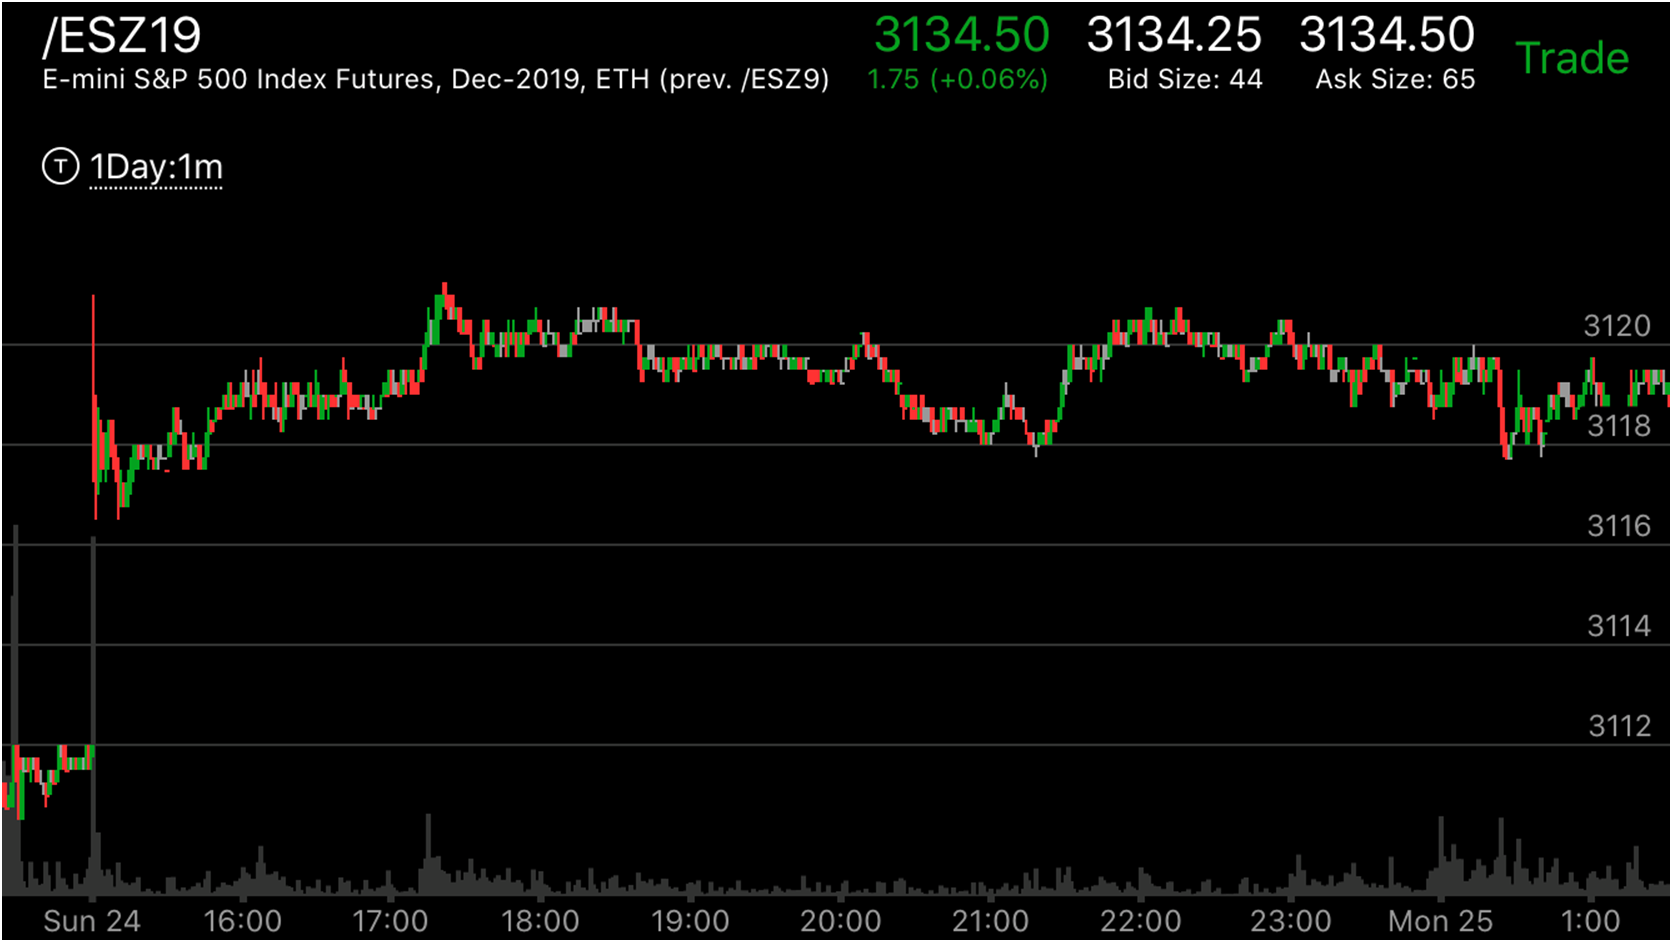 /ESZ19 3134.50 3134.25 3134.50 Trade
E-mini S&P 500 Index Futures, Dec-2019, ETH (prev. /ESZ9) 1.75 (+0.06%) Bid Size: 44 Ask Size: 65
T 1Day:1m
3120
3118
3116
3114
3112
Sun 24 16:00 17:00 18:00 19:00 20:00 21:00 22:00 23:00 Mon 25 1:00